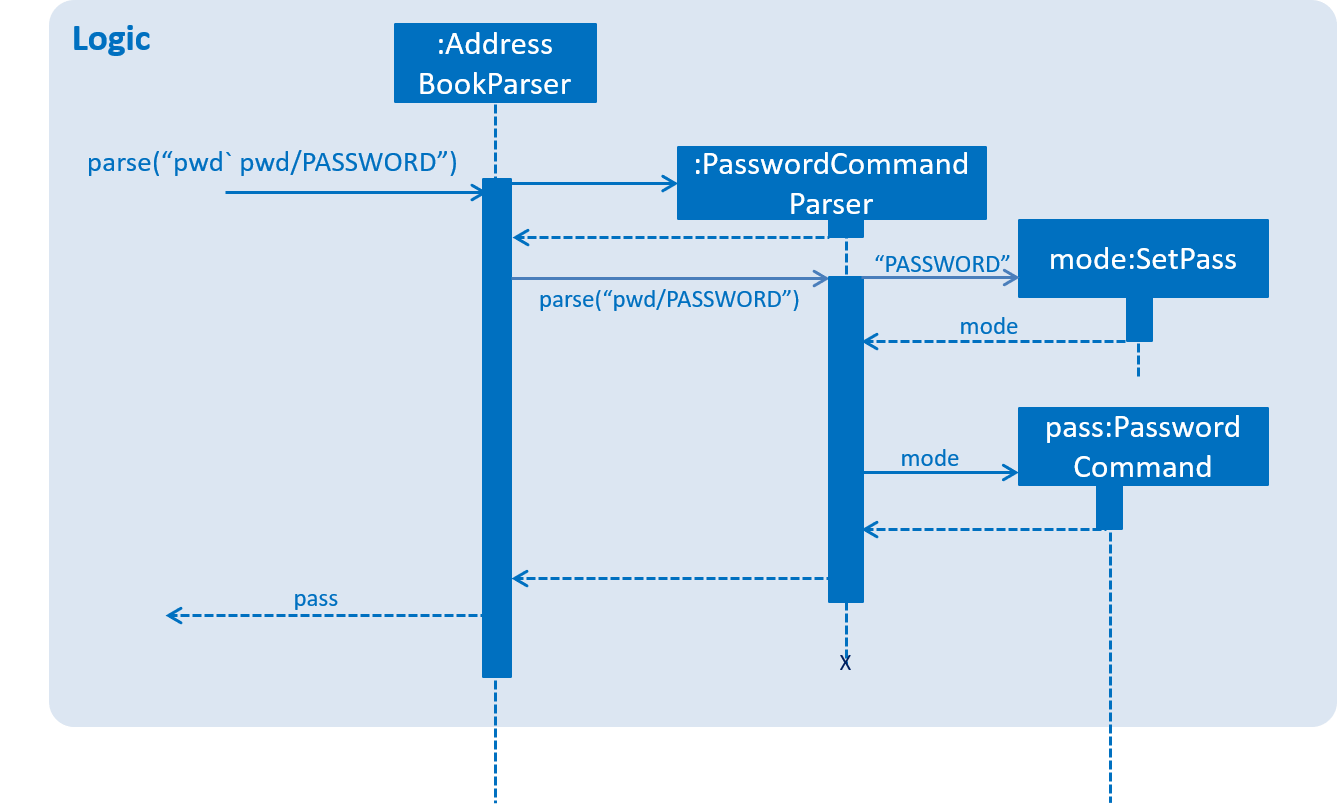 Logic
:Address
BookParser
parse(“pwd` pwd/PASSWORD”)
:PasswordCommand
Parser
“PASSWORD”
mode:SetPass
parse(“pwd/PASSWORD”)
mode
pass:Password
Command
mode
pass
X